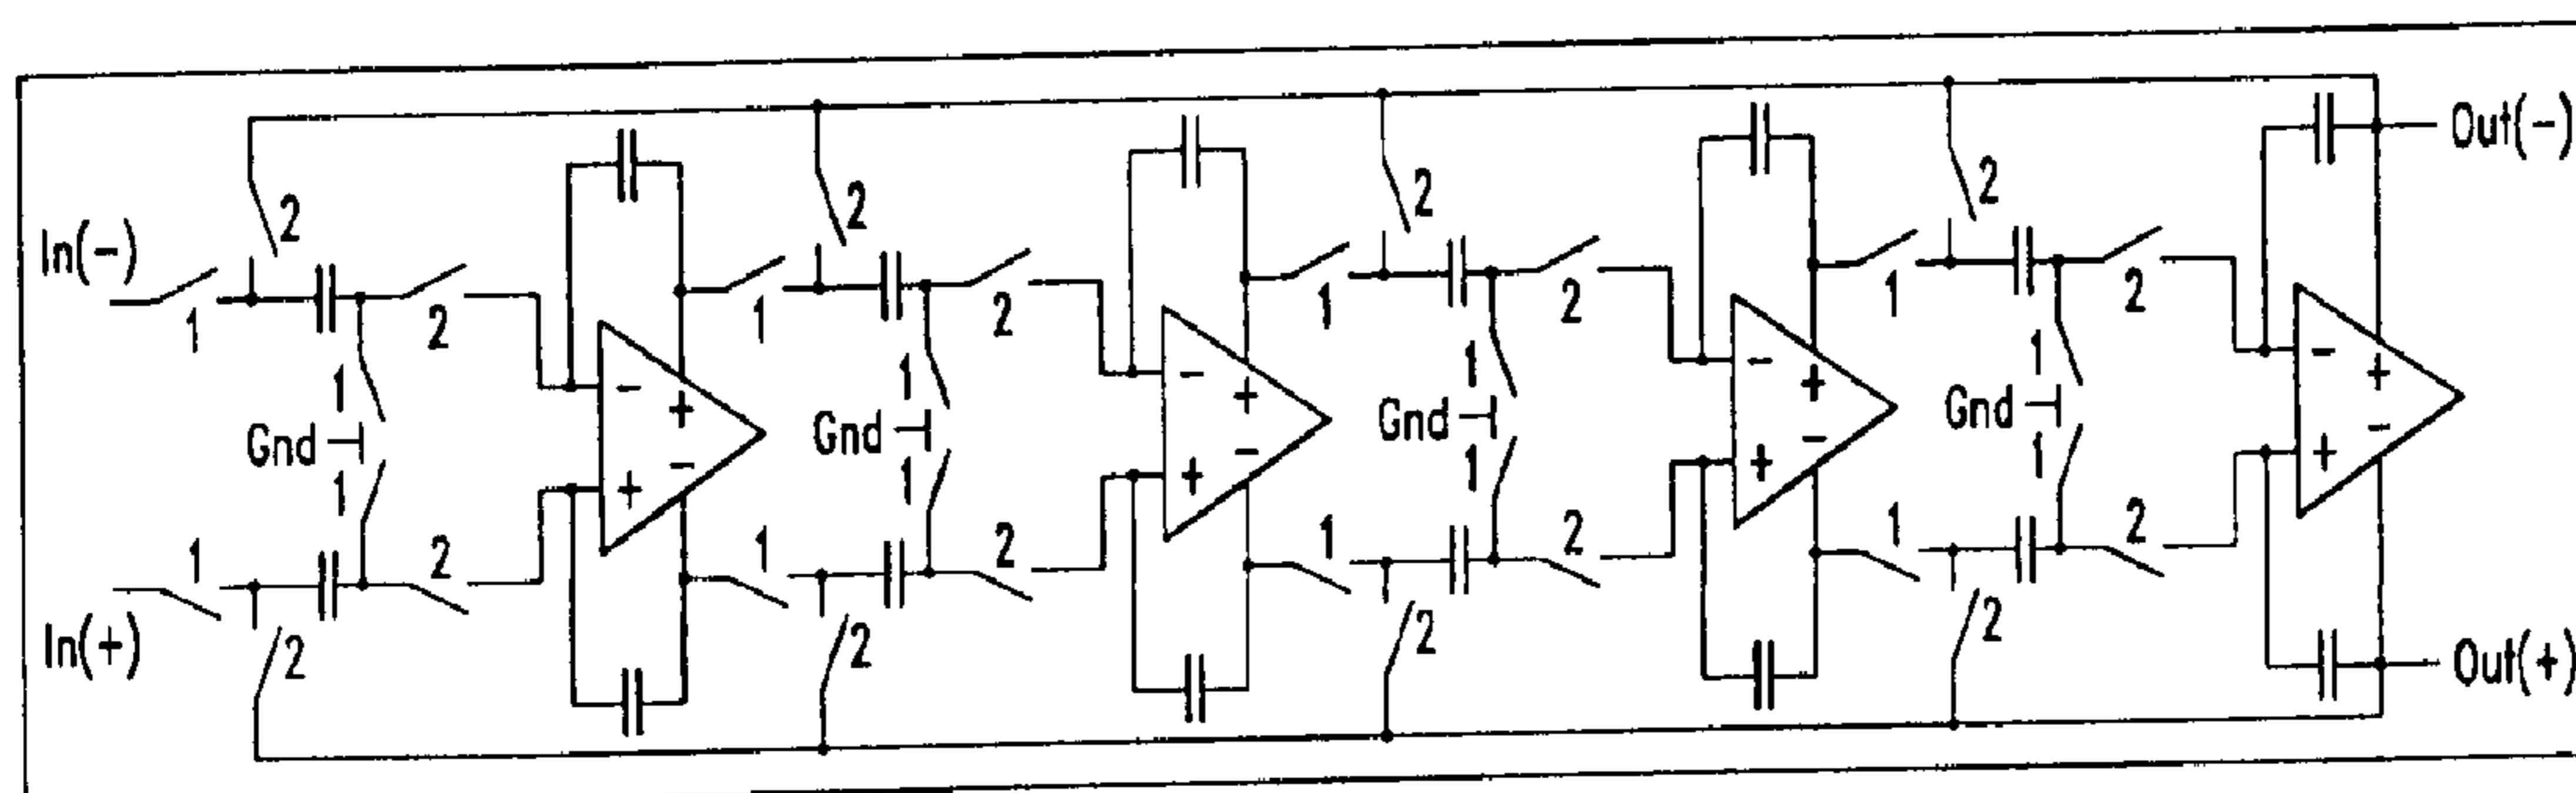 Out(-)
2 2 2 2
In(-)
1 2 1 2 1 2 1 2
- + - + - + - +
1 1 1 1
Gnd Gnd Gnd Gnd
1 1 1 1
+ - + - + - + -
1 2 1 2 1 2 1 2
In(+)
2 2 2 2
Out(+)